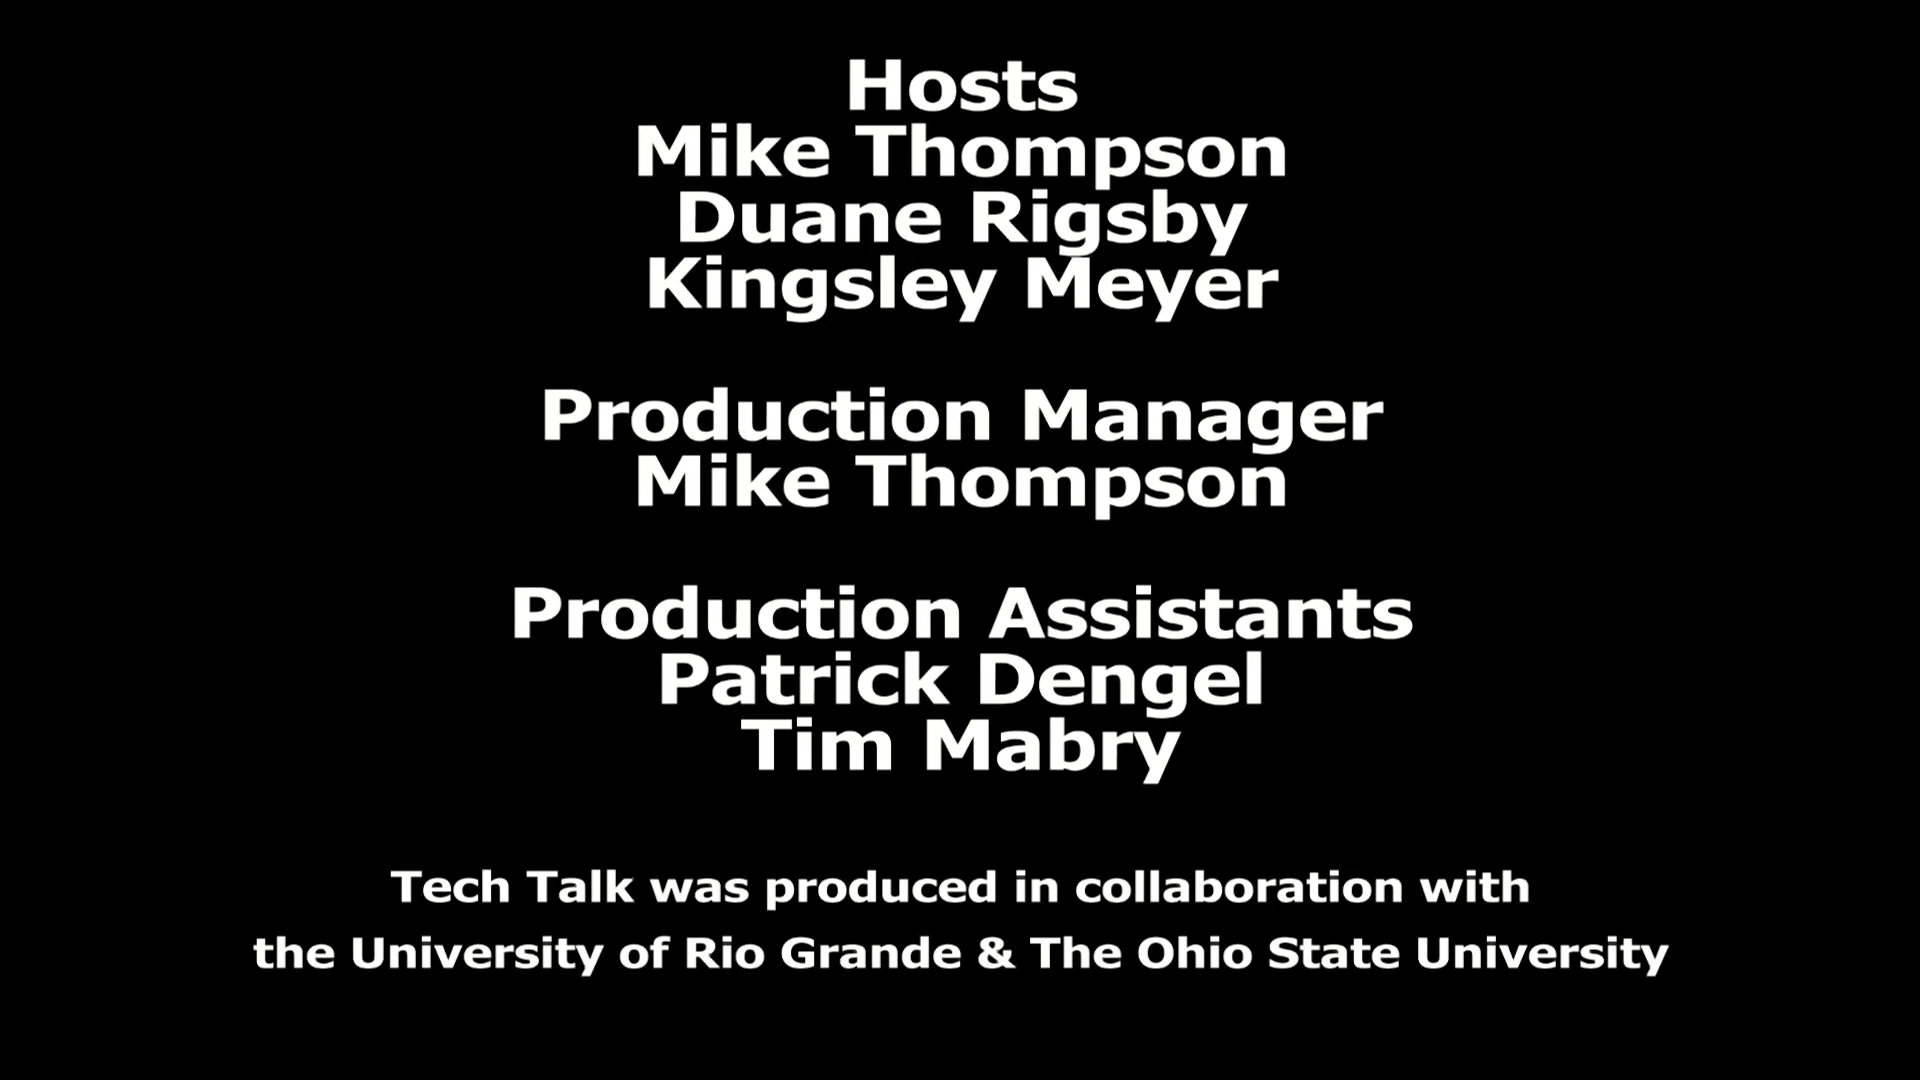 Hosts
Mike Thompson
Duane Rigsby
Kingsley Meyer
Production Manager
Mike Thompson
Production Assistants
Patrick Dengel
Tim Mabry
Tech Talk was produced in collaboration with
the University of Rio Grande & The Ohio State University